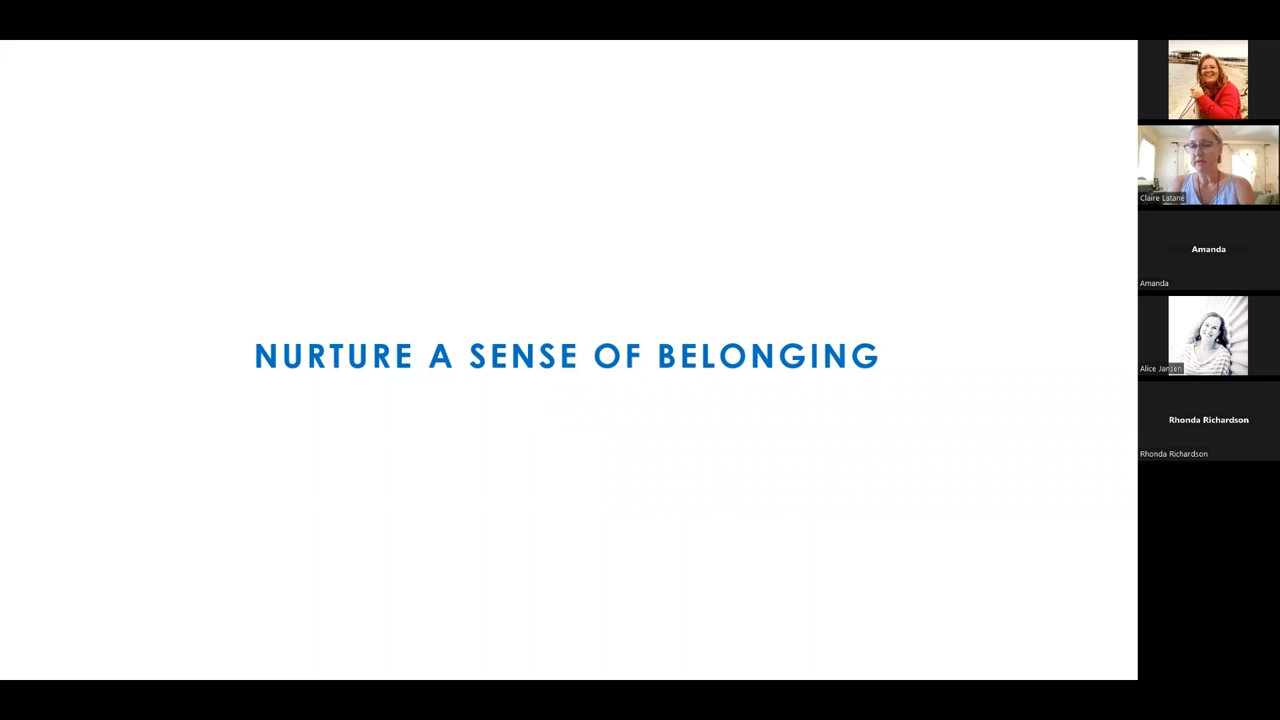 NURTURE A SENSE OF BELONGING
Claire Latané
Amanda
Amanda
Alice Jansen
Rhonda Richardson
Rhonda Richardson